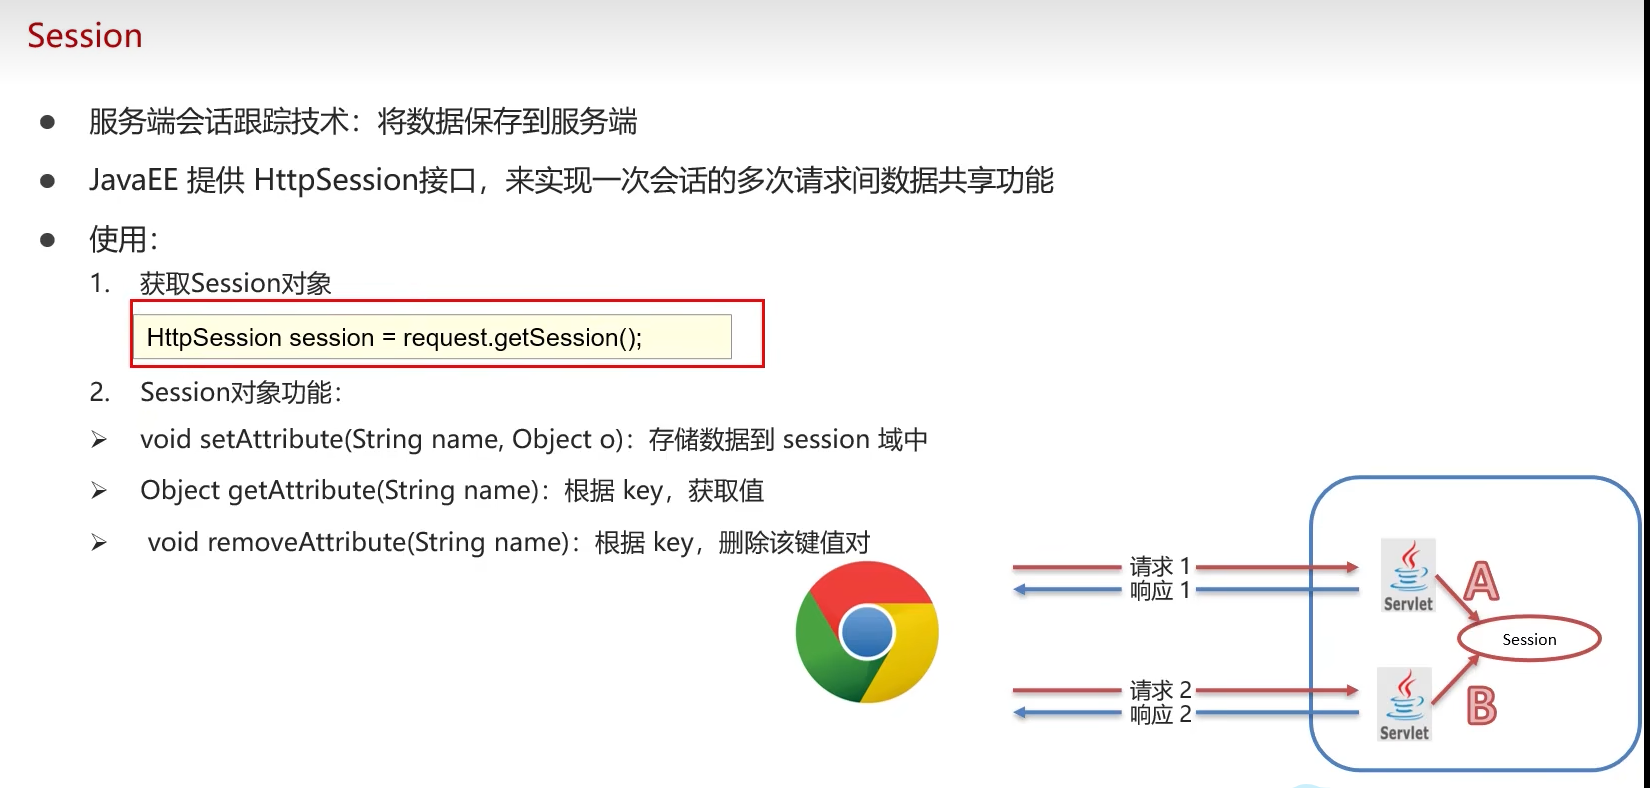 Session
● 服务端会话跟踪技术：将数据保存到服务端
● JavaEE 提供 HttpSession接口，来实现一次会话的多次请求间数据共享功能
● 使用：
1. 获取Session对象
HttpSession session = request.getSession();
2. Session对象功能：
➢ void setAttribute(String name, Object o)：存储数据到 session 域中
➢ Object getAttribute(String name)：根据 key，获取值
➢ void removeAttribute(String name)：根据 key，删除该键值对
请求 1
响应 1
Servlet
A
Session
请求 2
响应 2
Servlet
B